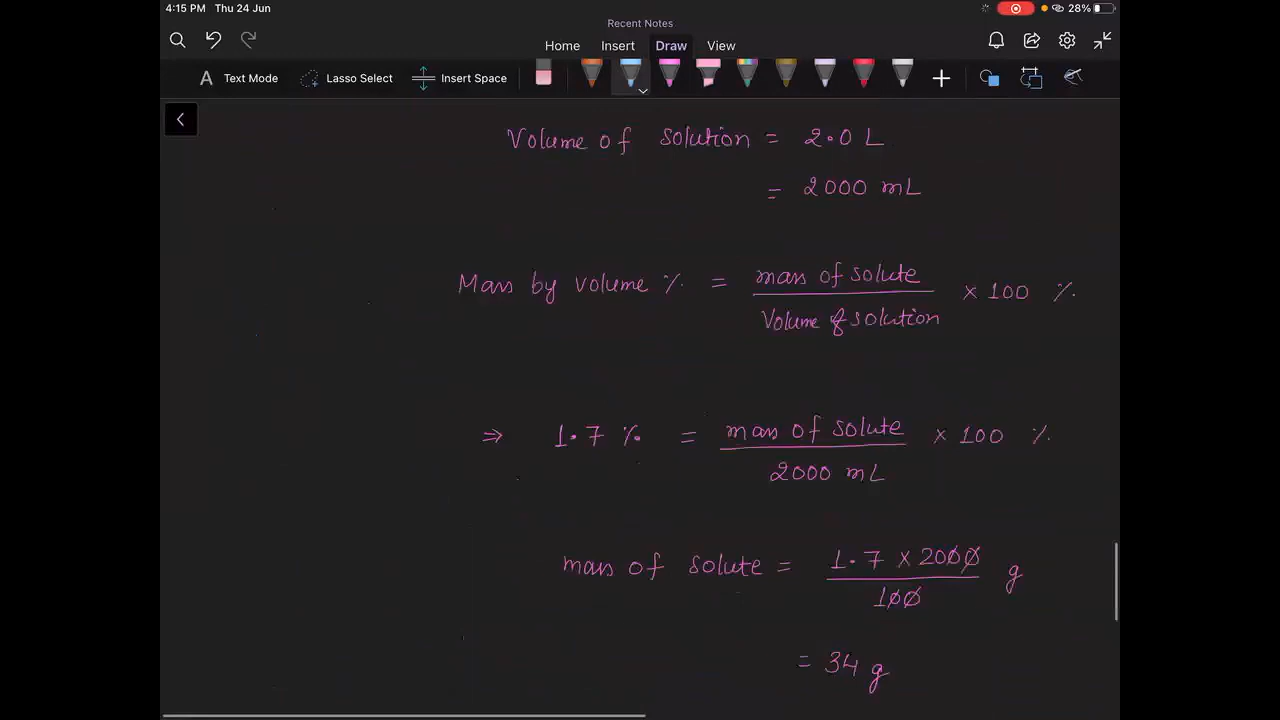 4:15 PM Thu 24 Jun 28%
Recent Notes
Home Insert Draw View
A Text Mode Lasso Select Insert Space
Volume of solution = 2.0 L
= 2000 mL
Mass by volume % = mass of solute / Volume of solution × 100 %
⇒ 1.7 % = mass of solute / 2000 mL × 100 %
mass of solute = 1.7 × 2000 / 100 g
= 34 g